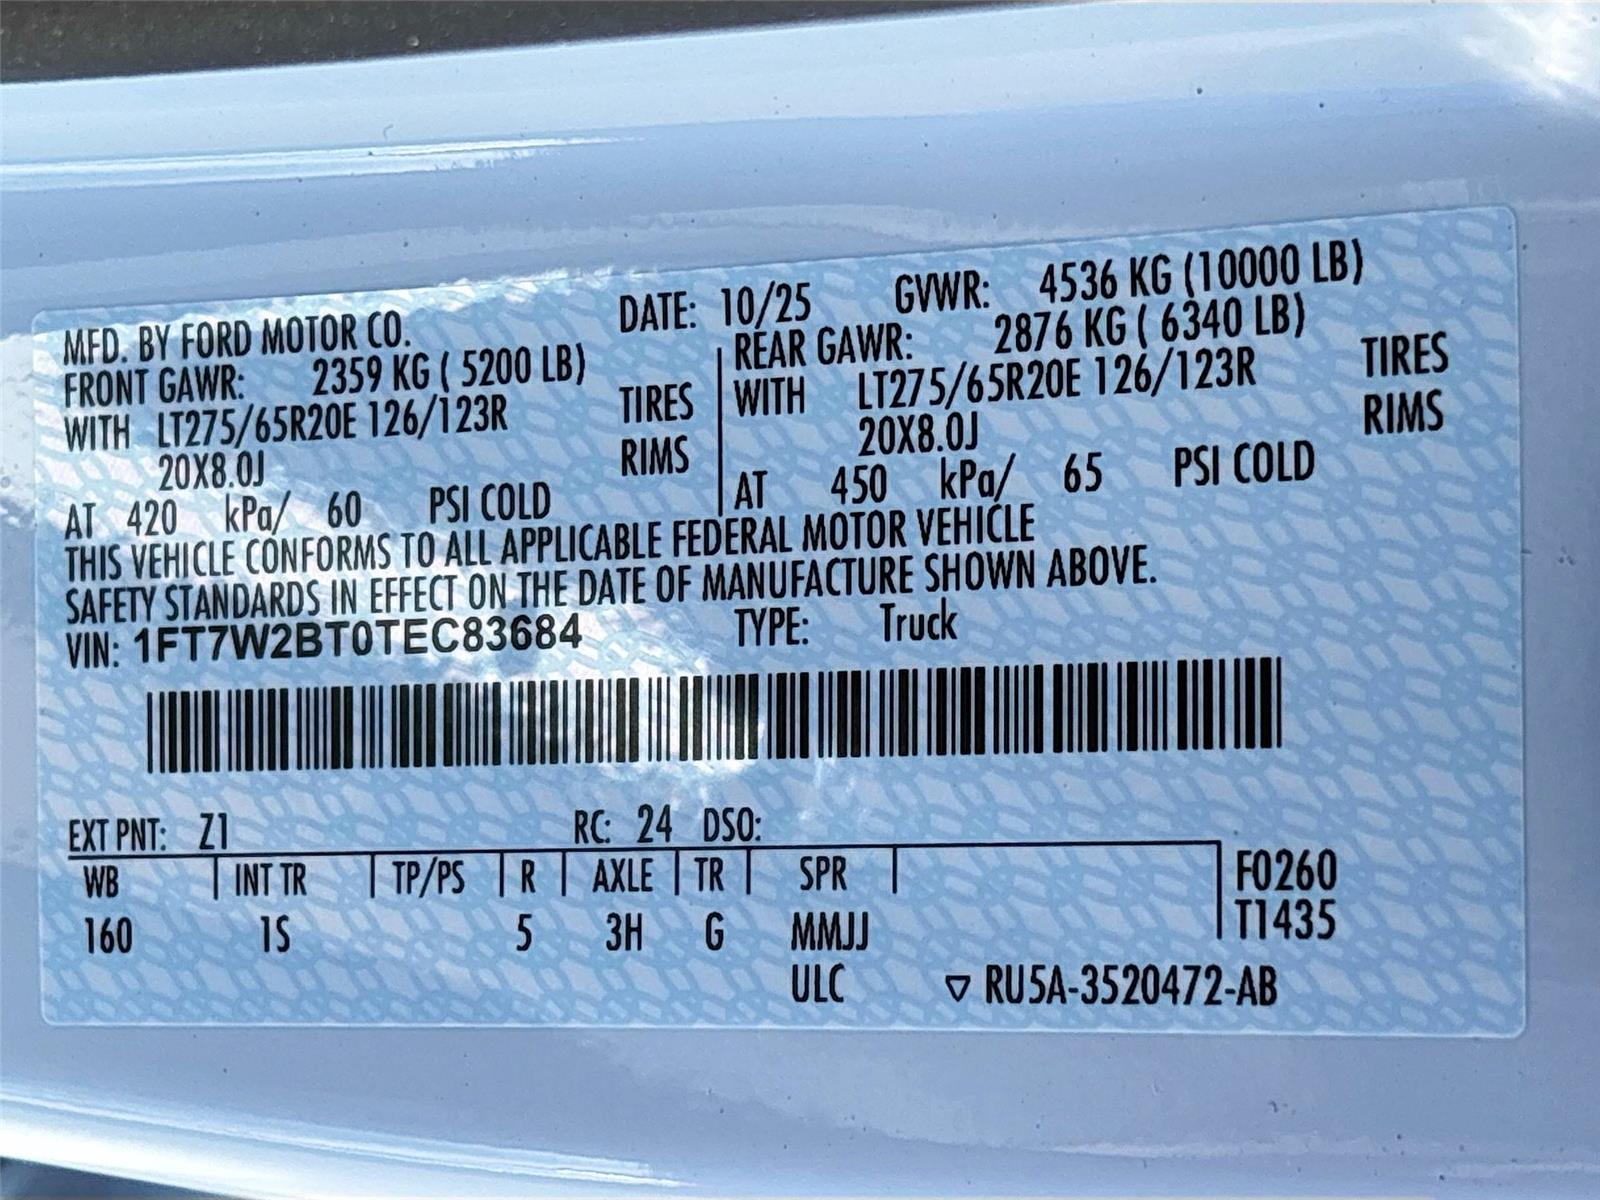 MFD. BY FORD MOTOR CO. DATE: 10/25 GVWR: 4536 KG (10000 LB)
FRONT GAWR: 2359 KG ( 5200 LB)
WITH LT275/65R20E 126/123R TIRES
20X8.0J RIMS
AT 420 kPa/ 60 PSI COLD
REAR GAWR: 2876 KG ( 6340 LB)
WITH LT275/65R20E 126/123R TIRES
20X8.0J RIMS
AT 450 kPa/ 65 PSI COLD
THIS VEHICLE CONFORMS TO ALL APPLICABLE FEDERAL MOTOR VEHICLE
SAFETY STANDARDS IN EFFECT ON THE DATE OF MANUFACTURE SHOWN ABOVE.
VIN: 1FT7W2BT0TEC83684 TYPE: Truck
EXT PNT: Z1 RC: 24 DSO:
WB INT TR TP/PS R AXLE TR SPR F0260
160 1S 5 3H G MMJJ T1435
ULC ▽ RU5A-3520472-AB